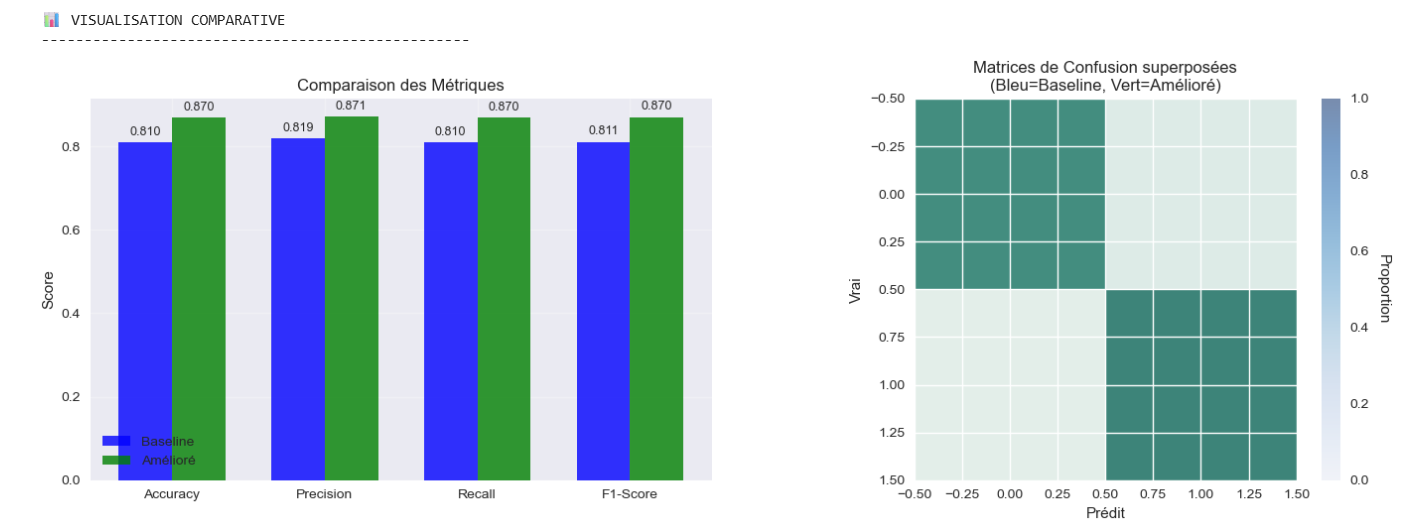 📊 VISUALISATION COMPARATIVE
--------------------------------------------------
Comparaison des Métriques
0.870
0.871
0.870
0.870
0.810
0.819
0.810
0.811
0.8
0.6
0.4
0.2
0.0
Score
Baseline
Amélioré
Accuracy
Precision
Recall
F1-Score
Matrices de Confusion superposées
(Bleu=Baseline, Vert=Amélioré)
−0.50
−0.25
0.00
0.25
0.50
0.75
1.00
1.25
1.50
Vrai
−0.50 −0.25 0.00 0.25 0.50 0.75 1.00 1.25 1.50
Prédit
1.0
0.8
0.6
0.4
0.2
0.0
Proportion